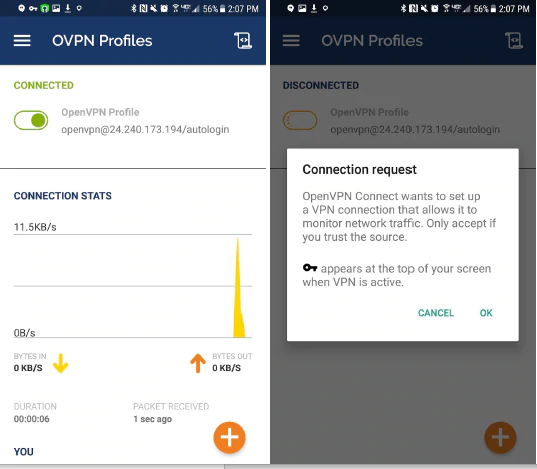 56% 2:07 PM
OVPN Profiles
CONNECTED
OpenVPN Profile
openvpn@24.240.173.194/autologin
CONNECTION STATS
11.5KB/s
0B/s
BYTES IN
0 KB/S
BYTES OUT
0 KB/S
DURATION
00:00:06
PACKET RECEIVED
1 sec ago
YOU
56% 2:07 PM
OVPN Profiles
DISCONNECTED
OpenVPN Profile
openvpn@24.240.173.194/autologin
Connection request
OpenVPN Connect wants to set up
a VPN connection that allows it to
monitor network traffic. Only accept if
you trust the source.
appears at the top of your screen
when VPN is active.
CANCEL OK